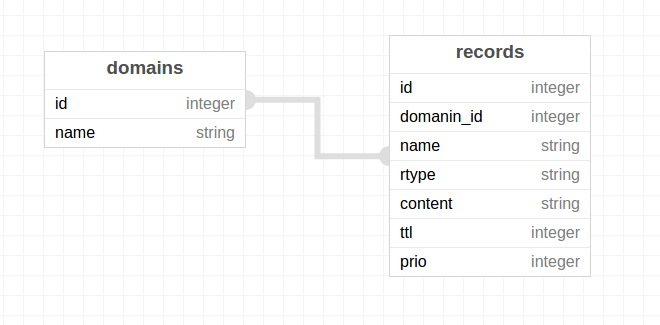 domains
id integer
name string
records
id integer
domanin_id integer
name string
rtype string
content string
ttl integer
prio integer